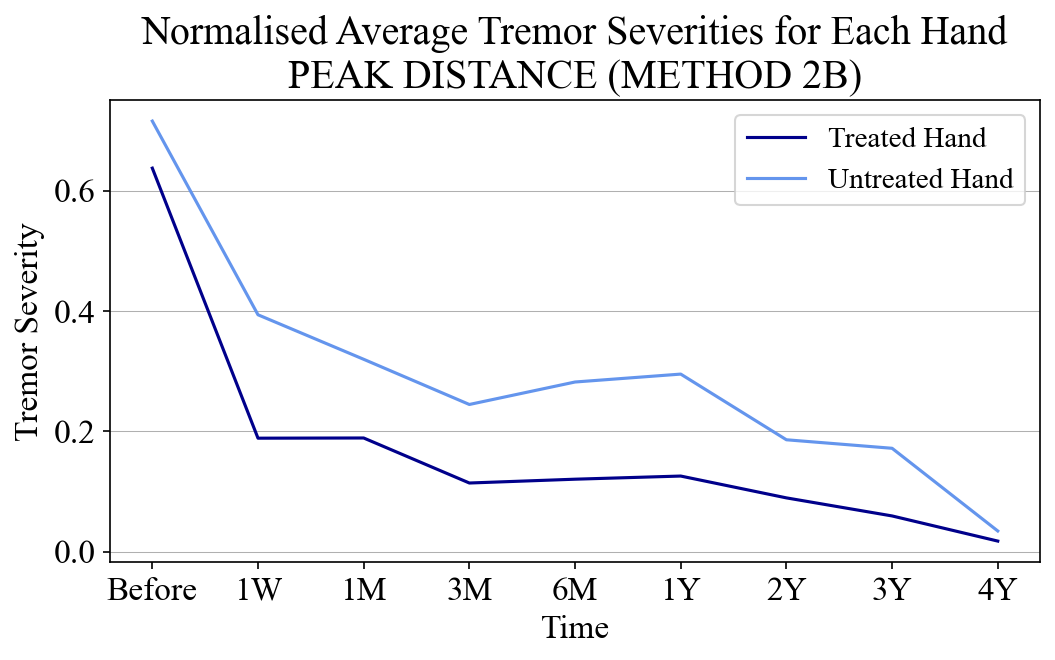 Normalised Average Tremor Severities for Each Hand
PEAK DISTANCE (METHOD 2B)
Treated Hand
Untreated Hand
Tremor Severity
0.6
0.4
0.2
0.0
Before 1W 1M 3M 6M 1Y 2Y 3Y 4Y
Time